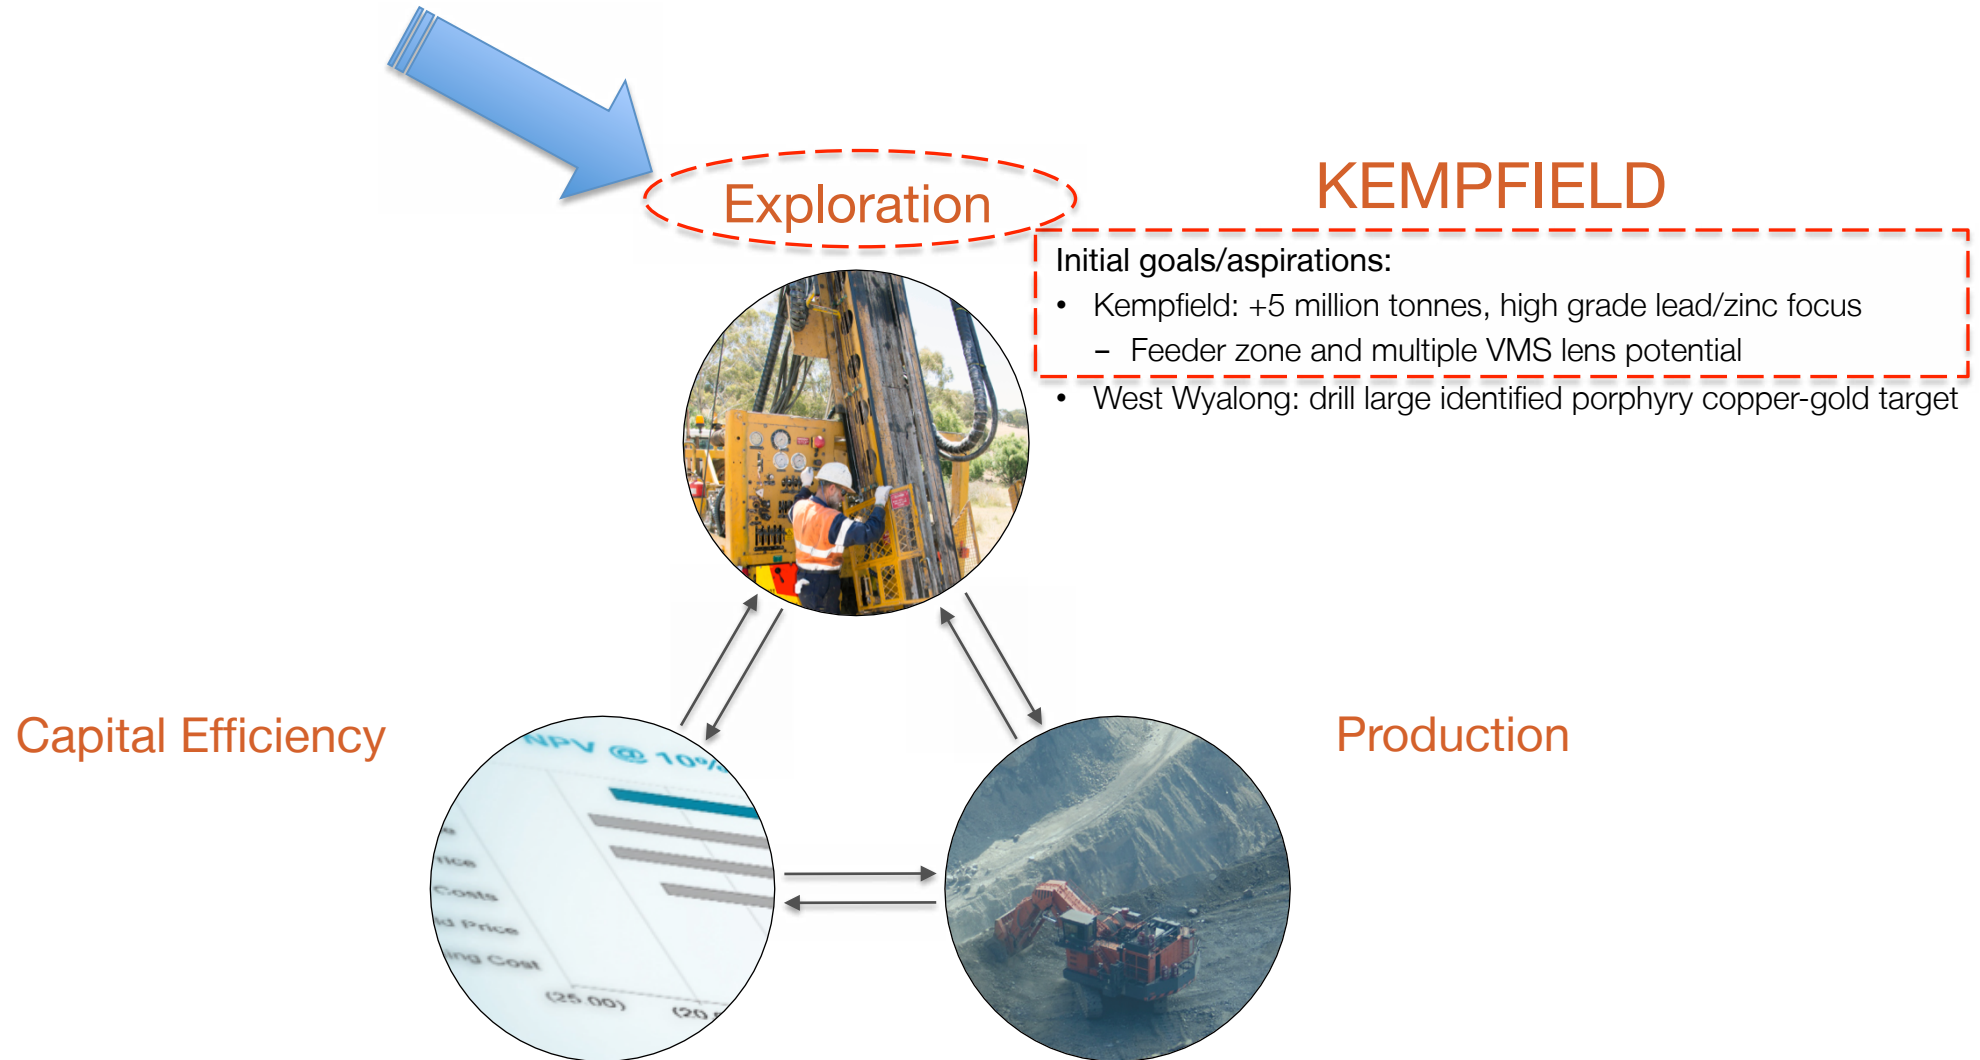 Exploration
KEMPFIELD
Initial goals/aspirations:
• Kempfield: +5 million tonnes, high grade lead/zinc focus
– Feeder zone and multiple VMS lens potential
• West Wyalong: drill large identified porphyry copper-gold target
Capital Efficiency
Production
NPV @ 10%
Costs
Price
Cost
(25.00)